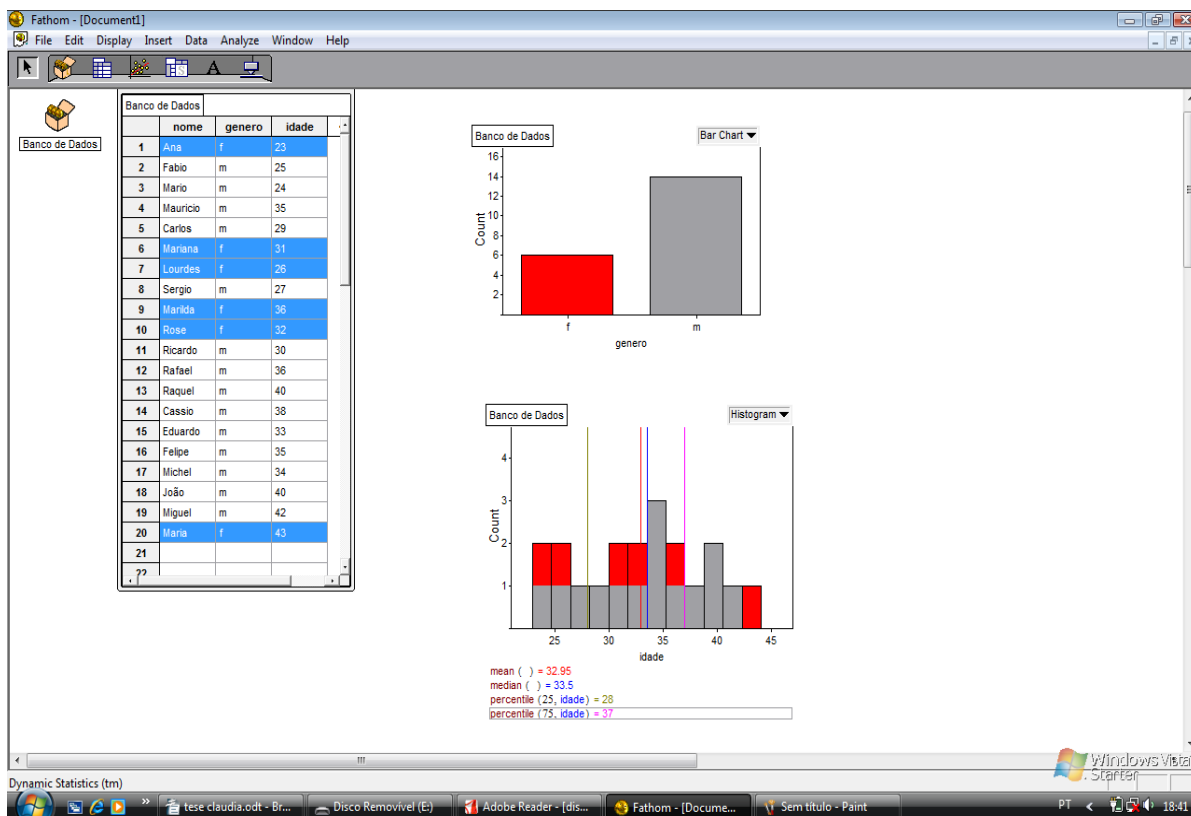 Fathom - [Document1]
File Edit Display Insert Data Analyze Window Help
Banco de Dados
Banco de Dados
nome genero idade
1 Ana f 23
2 Fabio m 25
3 Mario m 24
4 Mauricio m 35
5 Carlos m 29
6 Mariana f 31
7 Lourdes f 26
8 Sergio m 27
9 Marilda f 36
10 Rose f 32
11 Ricardo m 30
12 Rafael m 36
13 Raquel m 40
14 Cassio m 38
15 Eduardo m 33
16 Felipe m 35
17 Michel m 34
18 João m 40
19 Miguel m 42
20 Maria f 43
21
22
Banco de Dados Bar Chart
16
14
12
10
8
6
4
2
Count
f m
genero
Banco de Dados Histogram
4
3
2
1
Count
25 30 35 40 45
idade
mean ( ) = 32.95
median ( ) = 33.5
percentile (25, idade) = 28
percentile (75, idade) = 37
Windows Vista
Starter
Dynamic Statistics (tm)
tese claudia.odt - Br... Disco Removível (E:) Adobe Reader - [dis... Fathom - [Docume... Sem título - Paint PT 18:41